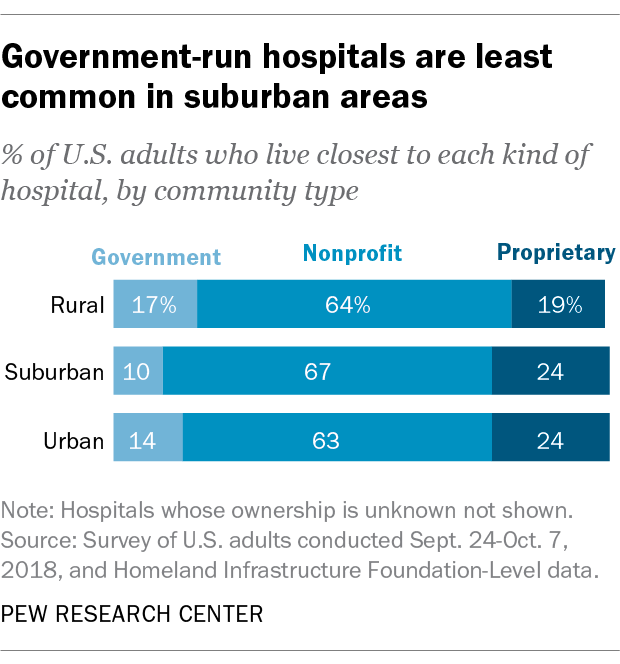 Government-run hospitals are least
common in suburban areas
% of U.S. adults who live closest to each kind of
hospital, by community type
Government Nonprofit Proprietary
Rural 17% 64% 19%
Suburban 10 67 24
Urban 14 63 24
Note: Hospitals whose ownership is unknown not shown.
Source: Survey of U.S. adults conducted Sept. 24-Oct. 7,
2018, and Homeland Infrastructure Foundation-Level data.
PEW RESEARCH CENTER